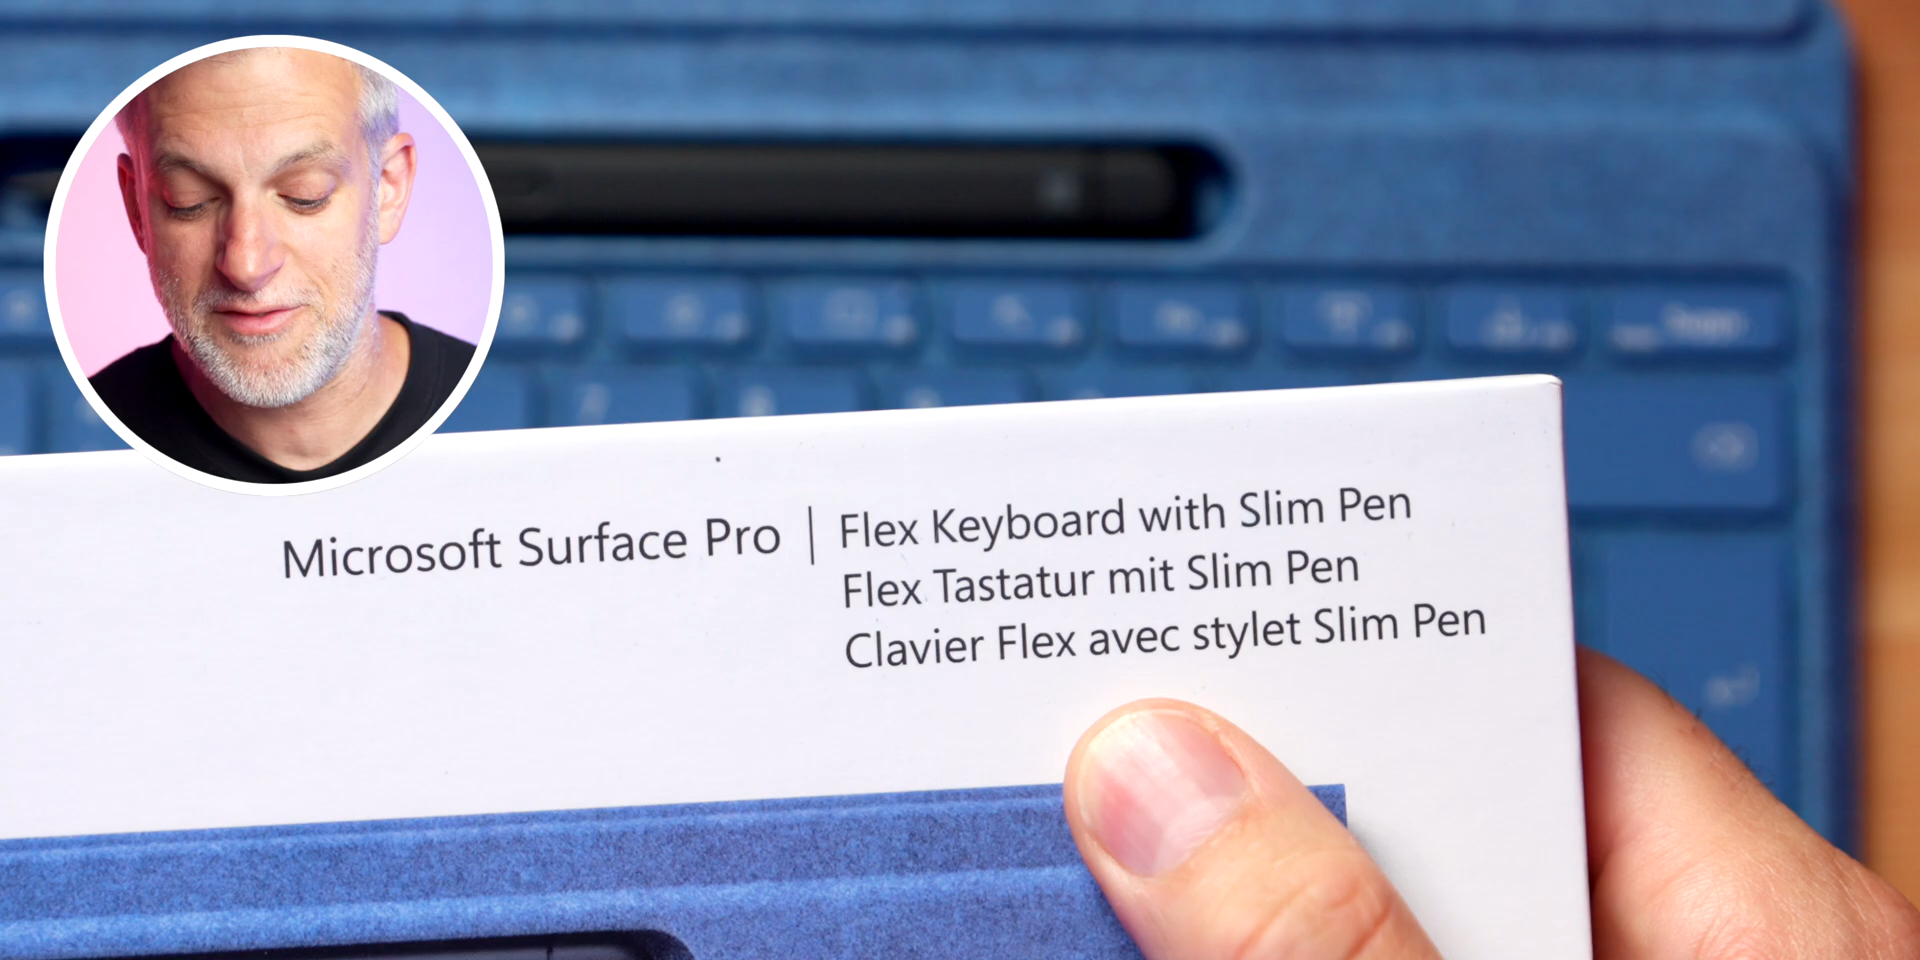 Microsoft Surface Pro | Flex Keyboard with Slim Pen
Flex Tastatur mit Slim Pen
Clavier Flex avec stylet Slim Pen